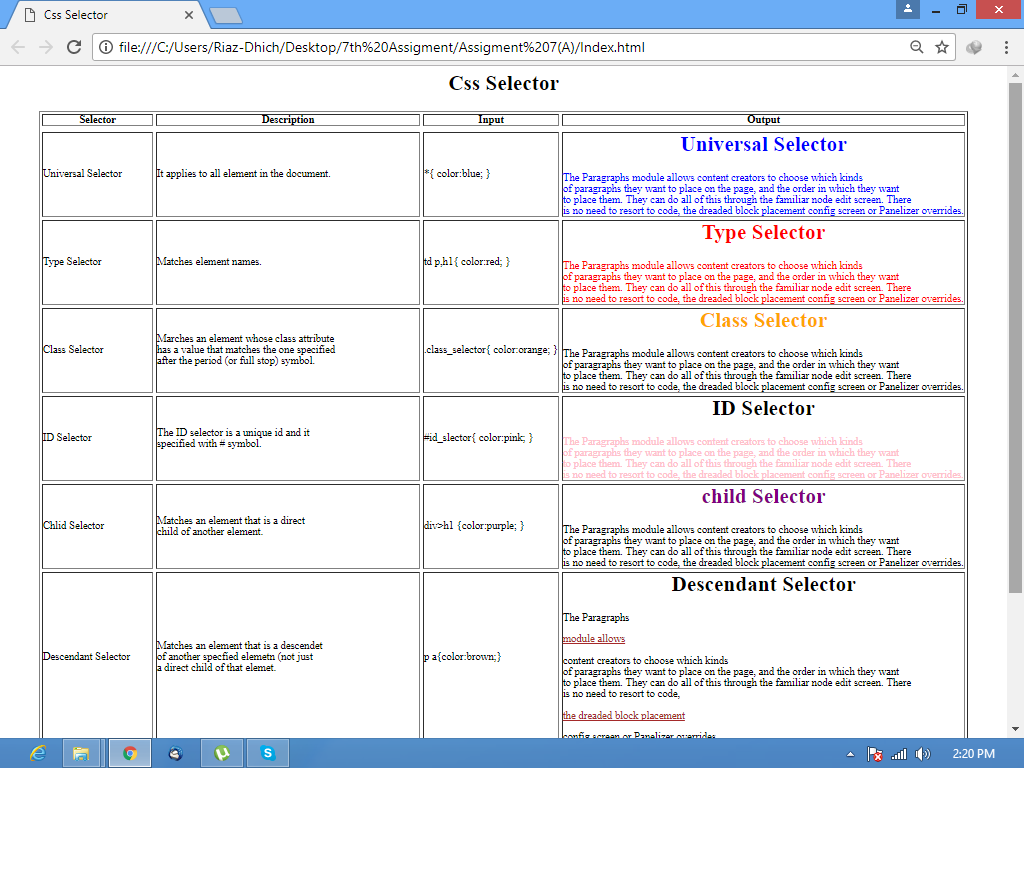 Css Selector
file:///C:/Users/Riaz-Dhich/Desktop/7th%20Assigment/Assigment%207(A)/Index.html
Css Selector
Selector Description Input Output
Universal Selector
It applies to all element in the document.
*{ color:blue; }
Universal Selector
The Paragraphs module allows content creators to choose which kinds
of paragraphs they want to place on the page, and the order in which they want
to place them. They can do all of this through the familiar node edit screen. There
is no need to resort to code, the dreaded block placement config screen or Panelizer overrides.
Type Selector
Matches element names.
td p,h1{ color:red; }
Type Selector
The Paragraphs module allows content creators to choose which kinds
of paragraphs they want to place on the page, and the order in which they want
to place them. They can do all of this through the familiar node edit screen. There
is no need to resort to code, the dreaded block placement config screen or Panelizer overrides.
Class Selector
Marches an element whose class attribute
has a value that matches the one specified
after the period (or full stop) symbol.
.class_selector{ color:orange; }
Class Selector
The Paragraphs module allows content creators to choose which kinds
of paragraphs they want to place on the page, and the order in which they want
to place them. They can do all of this through the familiar node edit screen. There
is no need to resort to code, the dreaded block placement config screen or Panelizer overrides.
ID Selector
The ID selector is a unique id and it
specified with # symbol.
#id_slector{ color:pink; }
ID Selector
The Paragraphs module allows content creators to choose which kinds
of paragraphs they want to place on the page, and the order in which they want
to place them. They can do all of this through the familiar node edit screen. There
is no need to resort to code, the dreaded block placement config screen or Panelizer overrides.
Chlid Selector
Matches an element that is a direct
child of another element.
div>h1 {color:purple; }
child Selector
The Paragraphs module allows content creators to choose which kinds
of paragraphs they want to place on the page, and the order in which they want
to place them. They can do all of this through the familiar node edit screen. There
is no need to resort to code, the dreaded block placement config screen or Panelizer overrides.
Descendant Selector
Matches an element that is a descendet
of another specfied elemetn (not just
a direct child of that elemet.
p a{color:brown;}
Descendant Selector
The Paragraphs
module allows
content creators to choose which kinds
of paragraphs they want to place on the page, and the order in which they want
to place them. They can do all of this through the familiar node edit screen. There
is no need to resort to code,
the dreaded block placement
config screen or Panelizer overrides.
2:20 PM